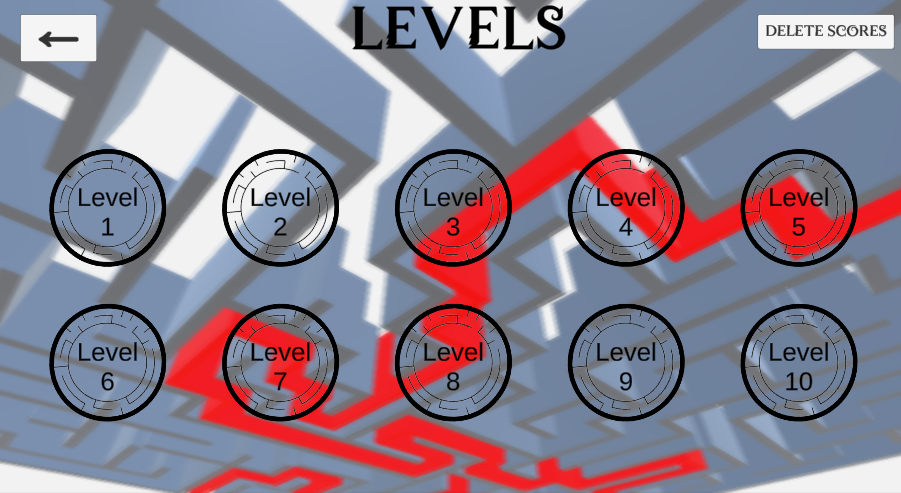 LEVELS
DELETE SCORES
Level
1
Level
2
Level
3
Level
4
Level
5
Level
6
Level
7
Level
8
Level
9
Level
10